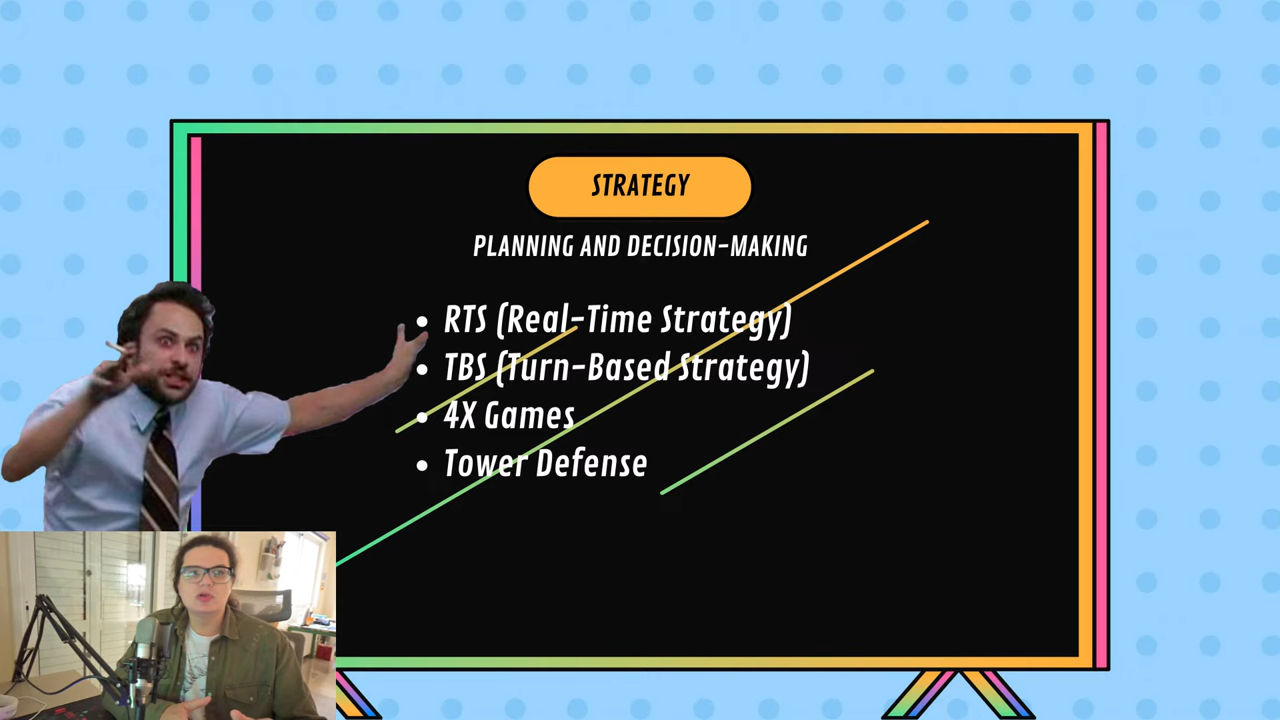 STRATEGY
PLANNING AND DECISION-MAKING
• RTS (Real-Time Strategy)
• TBS (Turn-Based Strategy)
• 4X Games
• Tower Defense